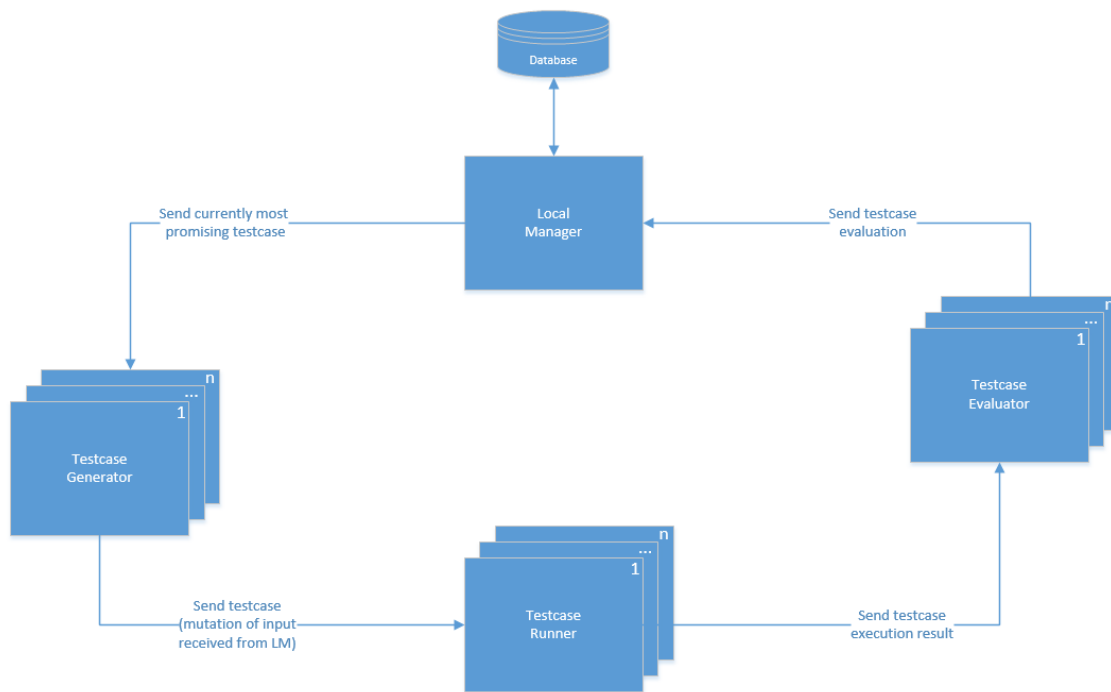 Database
Local
Manager
Send currently most
promising testcase
Send testcase
evaluation
n
...
1
Testcase
Generator
n
...
1
Testcase
Evaluator
n
...
1
Testcase
Runner
Send testcase
(mutation of input
received from LM)
Send testcase
execution result